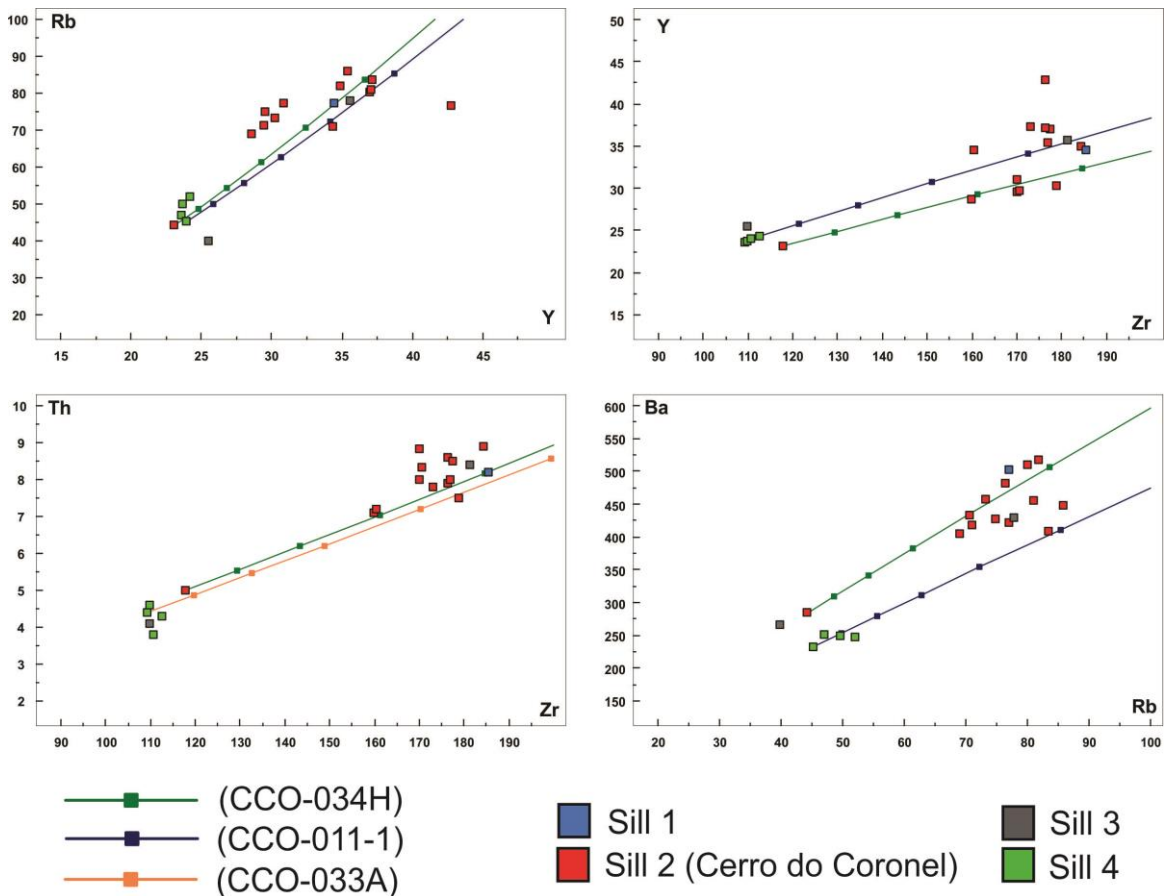 Rb
100
90
80
70
60
50
40
30
20
15 20 25 30 35 40 45
Y
Y
50
45
40
35
30
25
20
15
90 100 110 120 130 140 150 160 170 180 190
Zr
Th
10
9
8
7
6
5
4
3
2
90 100 110 120 130 140 150 160 170 180 190
Zr
Ba
600
550
500
450
400
350
300
250
200
150
20 30 40 50 60 70 80 90 100
Rb
(CCO-034H)
(CCO-011-1)
(CCO-033A)
Sill 1
Sill 2 (Cerro do Coronel)
Sill 3
Sill 4